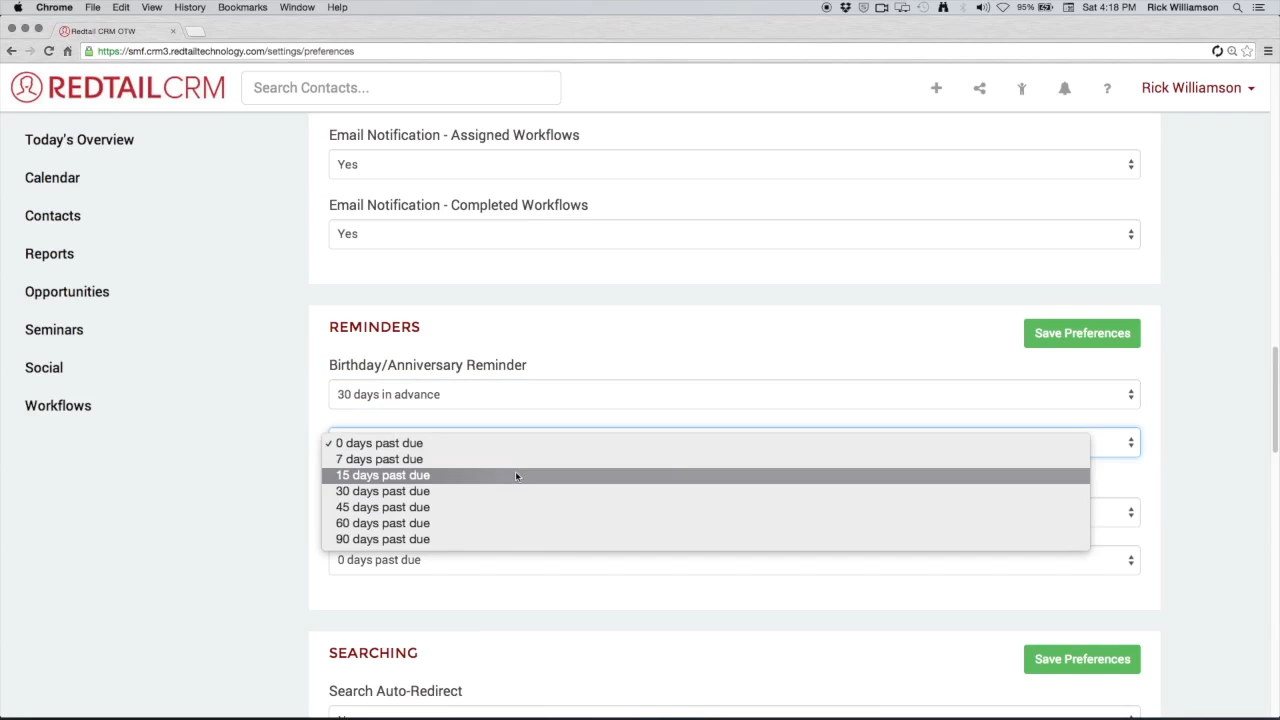 Chrome File Edit View History Bookmarks Window Help 95% Sat 4:18 PM Rick Williamson
Redtail CRM OTW
https://smf.crm3.redtailtechnology.com/settings/preferences
REDTAILCRM Search Contacts... Rick Williamson
Today's Overview
Calendar
Contacts
Reports
Opportunities
Seminars
Social
Workflows
Email Notification - Assigned Workflows
Yes
Email Notification - Completed Workflows
Yes
REMINDERS Save Preferences
Birthday/Anniversary Reminder
30 days in advance
✓ 0 days past due
7 days past due
15 days past due
30 days past due
45 days past due
60 days past due
90 days past due
0 days past due
SEARCHING Save Preferences
Search Auto-Redirect